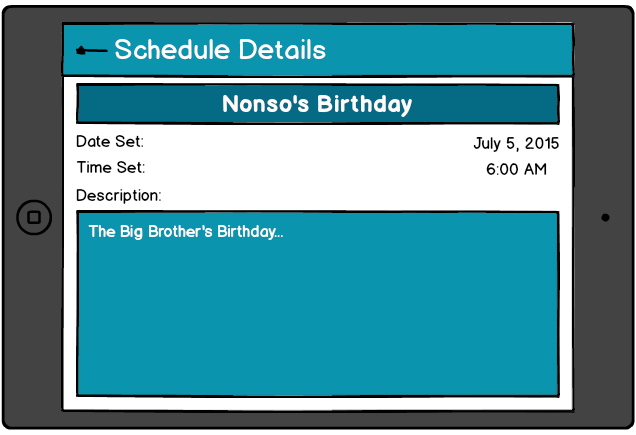 Schedule Details
Nonso's Birthday
Date Set: July 5, 2015
Time Set: 6:00 AM
Description:
The Big Brother's Birthday...